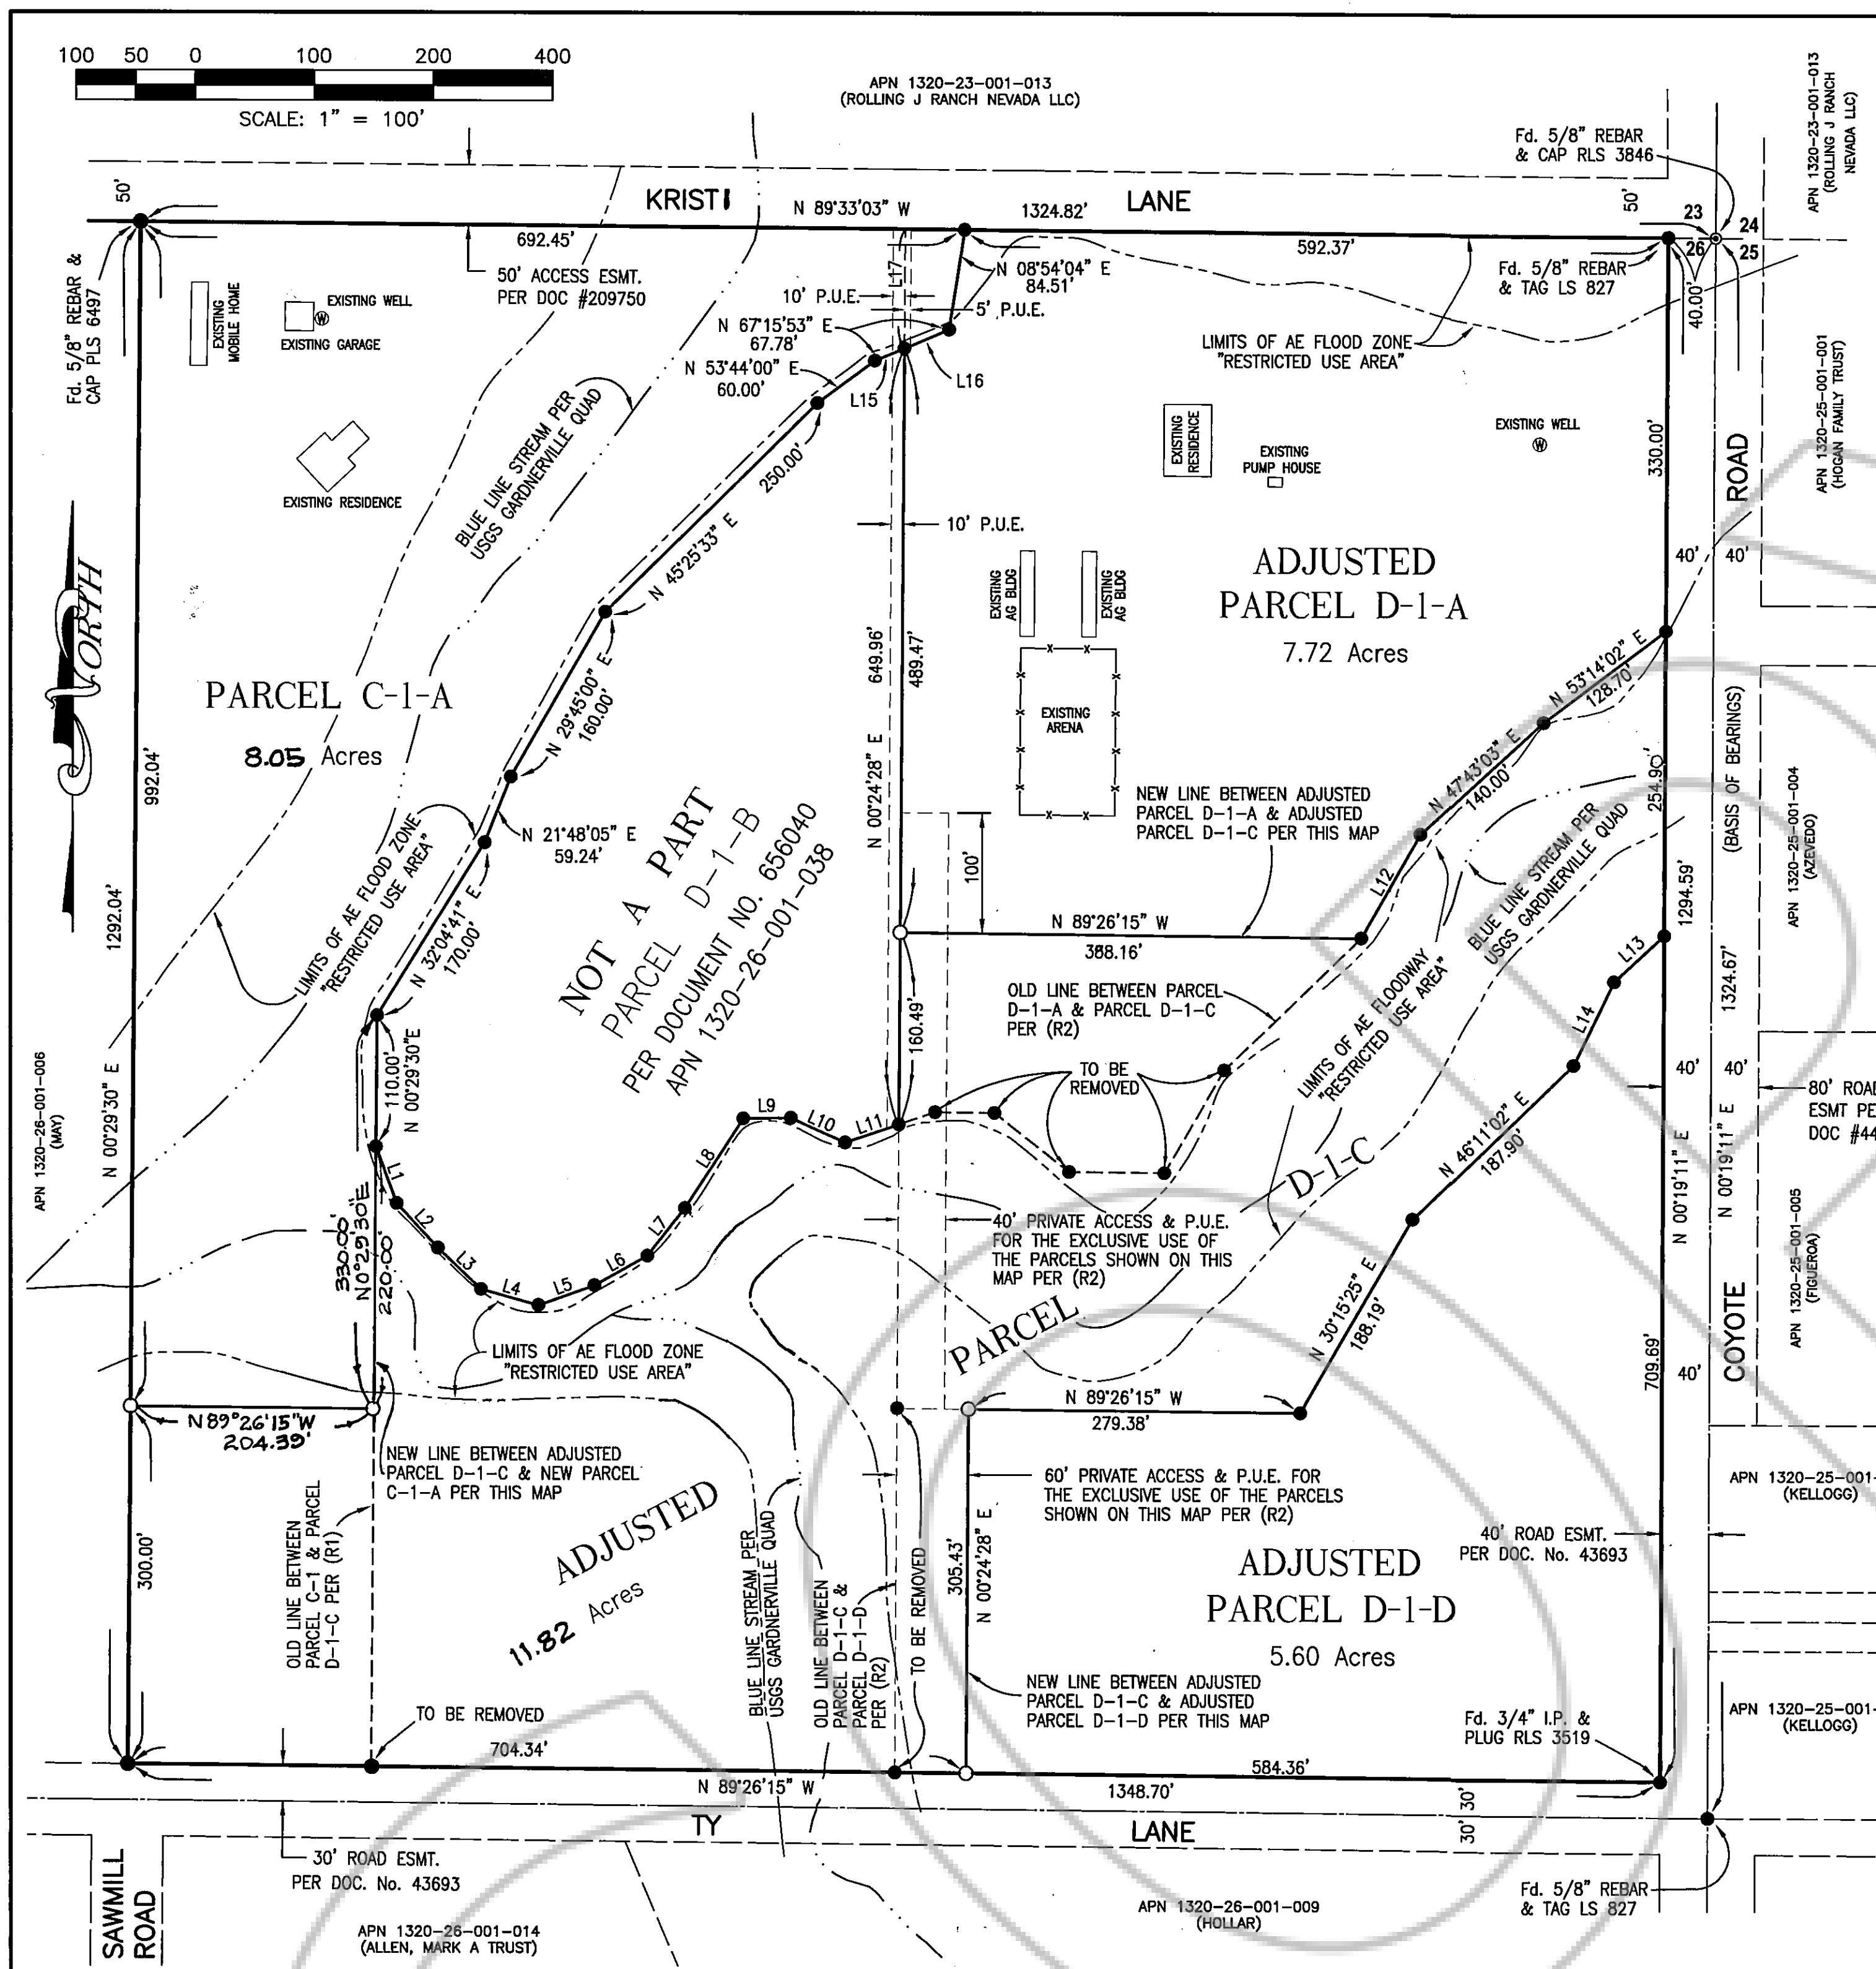 100 50 0 100 200 400
SCALE: 1" = 100'
APN 1320-23-001-013
(ROLLING J RANCH NEVADA LLC)
Fd. 5/8" REBAR
& CAP RLS 3846
APN 1320-23-001-013
(ROLLING J RANCH
NEVADA LLC)
50'
KRISTI LANE
N 89°33'03" W 1324.82'
50'
23 24
26 25
692.45'
592.37'
Fd. 5/8" REBAR &
CAP PLS 6497
50' ACCESS ESMT.
PER DOC #209750
L17
N 08°54'04" E
84.51'
Fd. 5/8" REBAR
& TAG LS 827
40.00'
EXISTING
MOBILE HOME
EXISTING WELL
W
EXISTING GARAGE
10' P.U.E.
5' P.U.E.
N 67°15'53" E
67.78'
N 53°44'00" E
60.00'
L15
L16
LIMITS OF AE FLOOD ZONE
"RESTRICTED USE AREA"
APN 1320-25-001-001
(HOGAN FAMILY TRUST)
BLUE LINE STREAM PER
USGS GARDNERVILLE QUAD
EXISTING RESIDENCE
250.00'
N 45°25'33" E
EXISTING
RESIDENCE
EXISTING
PUMP HOUSE
EXISTING WELL
W
330.00'
ROAD
10' P.U.E.
NORTH
EXISTING
AG BLDG
EXISTING
AG BLDG
ADJUSTED
PARCEL D-1-A
7.72 Acres
40' 40'
PARCEL C-1-A
8.05 Acres
N 29°45'00" E
160.00'
649.96'
489.47'
N 00°24'28" E
EXISTING
ARENA
N 53°14'02" E
128.70'
N 47°43'03" E
140.00'
254.90'
(BASIS OF BEARINGS)
992.04'
1292.04'
N 21°48'05" E
59.24'
NEW LINE BETWEEN ADJUSTED
PARCEL D-1-A & ADJUSTED
PARCEL D-1-C PER THIS MAP
APN 1320-25-001-004
(AZEVEDO)
LIMITS OF AE FLOOD ZONE
"RESTRICTED USE AREA"
N 32°04'41" E
170.00'
NOT A PART
PARCEL D-1-B
PER DOCUMENT NO. 656040
APN 1320-26-001-038
100'
L12
BLUE LINE STREAM PER
USGS GARDNERVILLE QUAD
1294.59'
N 89°26'15" W
388.16'
L13
1324.67'
L14
160.49'
OLD LINE BETWEEN PARCEL
D-1-A & PARCEL D-1-C
PER (R2)
LIMITS OF AE FLOODWAY
"RESTRICTED USE AREA"
110.00'
N 00°29'30"E
TO BE
REMOVED
40' 40'
80' ROAD
ESMT PE
DOC #44
APN 1320-26-001-006
(MAY)
N 00°29'30" E
L1
L2
L3
L4
L5
L6
L7
L8
L9
L10
L11
N 46°11'02" E
187.90'
N 00°19'11" E
N 00°19'11" E
D-1-C
330.00'
N0°29'30"E
220.00'
40' PRIVATE ACCESS & P.U.E.
FOR THE EXCLUSIVE USE OF
THE PARCELS SHOWN ON THIS
MAP PER (R2)
APN 1320-25-001-005
(FIGUEROA)
COYOTE
PARCEL
N 30°15'25" E
188.19'
LIMITS OF AE FLOOD ZONE
"RESTRICTED USE AREA"
709.69'
40'
N 89°26'15" W
279.38'
N89°26'15"W
204.39'
NEW LINE BETWEEN ADJUSTED
PARCEL D-1-C & NEW PARCEL
C-1-A PER THIS MAP
60' PRIVATE ACCESS & P.U.E. FOR
THE EXCLUSIVE USE OF THE PARCELS
SHOWN ON THIS MAP PER (R2)
APN 1320-25-001-
(KELLOGG)
300.00'
OLD LINE BETWEEN
PARCEL C-1 & PARCEL
D-1-C PER (R1)
ADJUSTED
11.82 Acres
BLUE LINE STREAM PER
USGS GARDNERVILLE QUAD
OLD LINE BETWEEN
PARCEL D-1-C &
PARCEL D-1-D
PER (R2)
TO BE REMOVED
305.43'
N 00°24'28" E
ADJUSTED
PARCEL D-1-D
5.60 Acres
40' ROAD ESMT.
PER DOC. No. 43693
NEW LINE BETWEEN ADJUSTED
PARCEL D-1-C & ADJUSTED
PARCEL D-1-D PER THIS MAP
Fd. 3/4" I.P. &
PLUG RLS 3519
APN 1320-25-001-
(KELLOGG)
TO BE REMOVED
704.34'
584.36'
N 89°26'15" W 1348.70'
TY LANE
30'
30'
SAWMILL
ROAD
30' ROAD ESMT.
PER DOC. No. 43693
APN 1320-26-001-014
(ALLEN, MARK A TRUST)
APN 1320-26-001-009
(HOLLAR)
Fd. 5/8" REBAR
& TAG LS 827